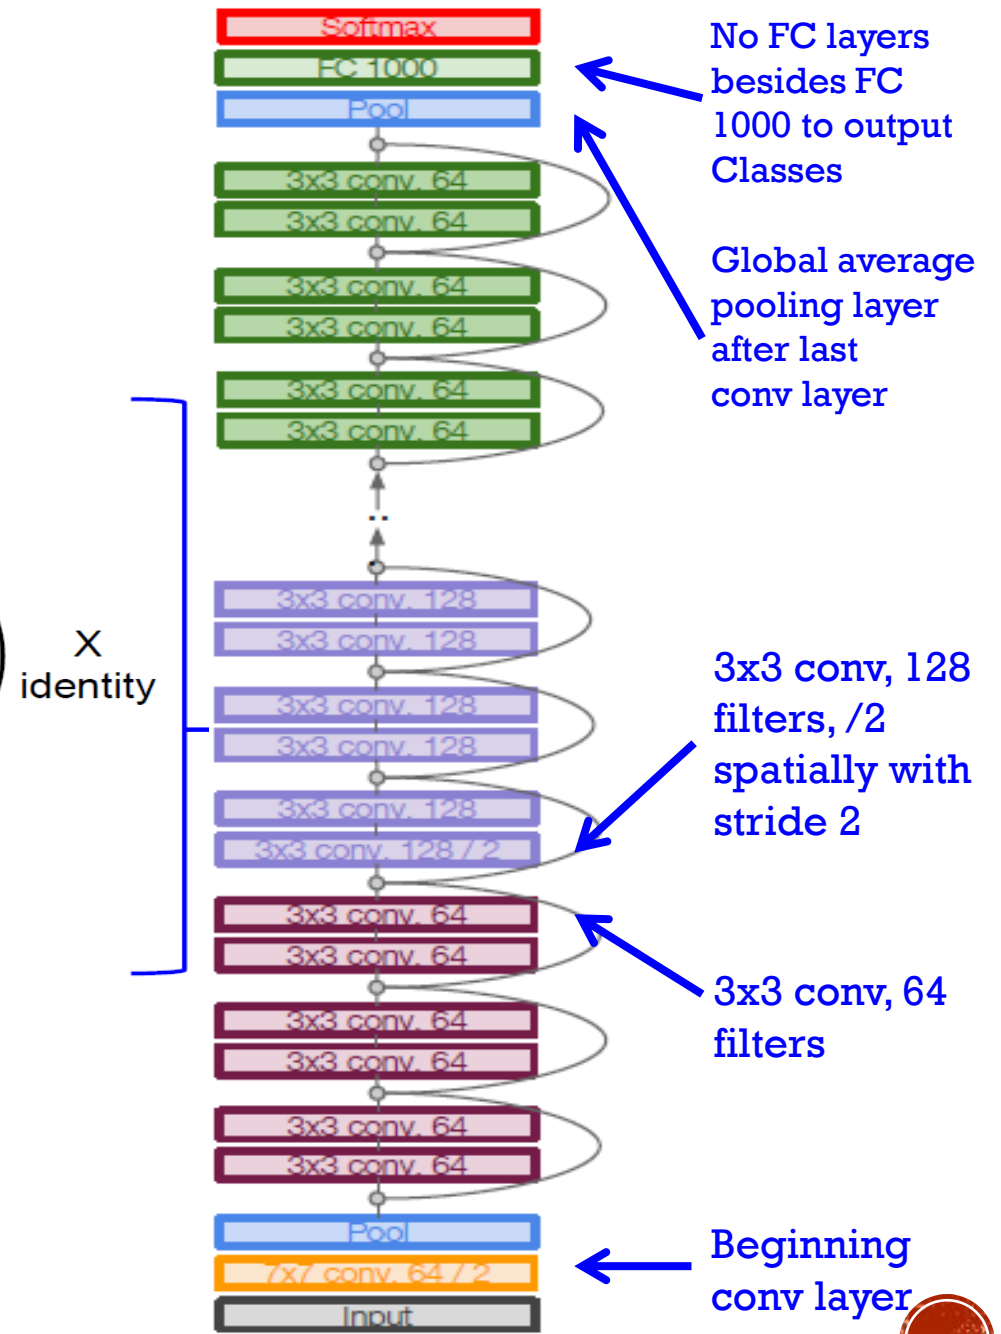 Softmax
FC 1000
Pool
3x3 conv, 64
3x3 conv, 64
3x3 conv, 64
3x3 conv, 64
3x3 conv, 64
3x3 conv, 64
..
3x3 conv, 128
3x3 conv, 128
3x3 conv, 128
3x3 conv, 128
3x3 conv, 128
3x3 conv, 128 / 2
3x3 conv, 64
3x3 conv, 64
3x3 conv, 64
3x3 conv, 64
3x3 conv, 64
3x3 conv, 64
Pool
7x7 conv, 64 / 2
Input
X
identity
No FC layers
besides FC
1000 to output
Classes
Global average
pooling layer
after last
conv layer
3x3 conv, 128
filters, /2
spatially with
stride 2
3x3 conv, 64
filters
Beginning
conv layer